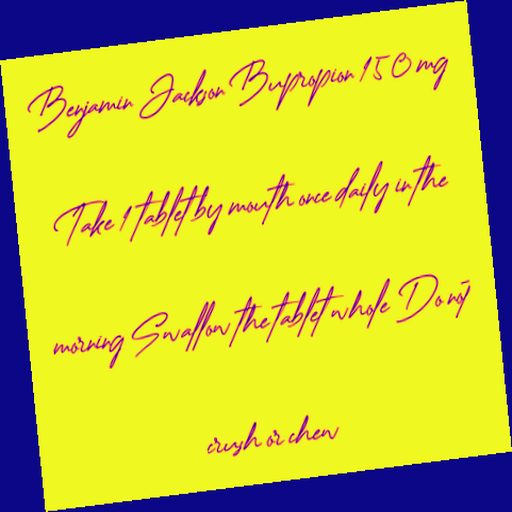 Benjamin Jackson Bupropion 150 mg
Take 1 tablet by mouth once daily in the
morning Swallow the tablet whole Do not
crush or chew